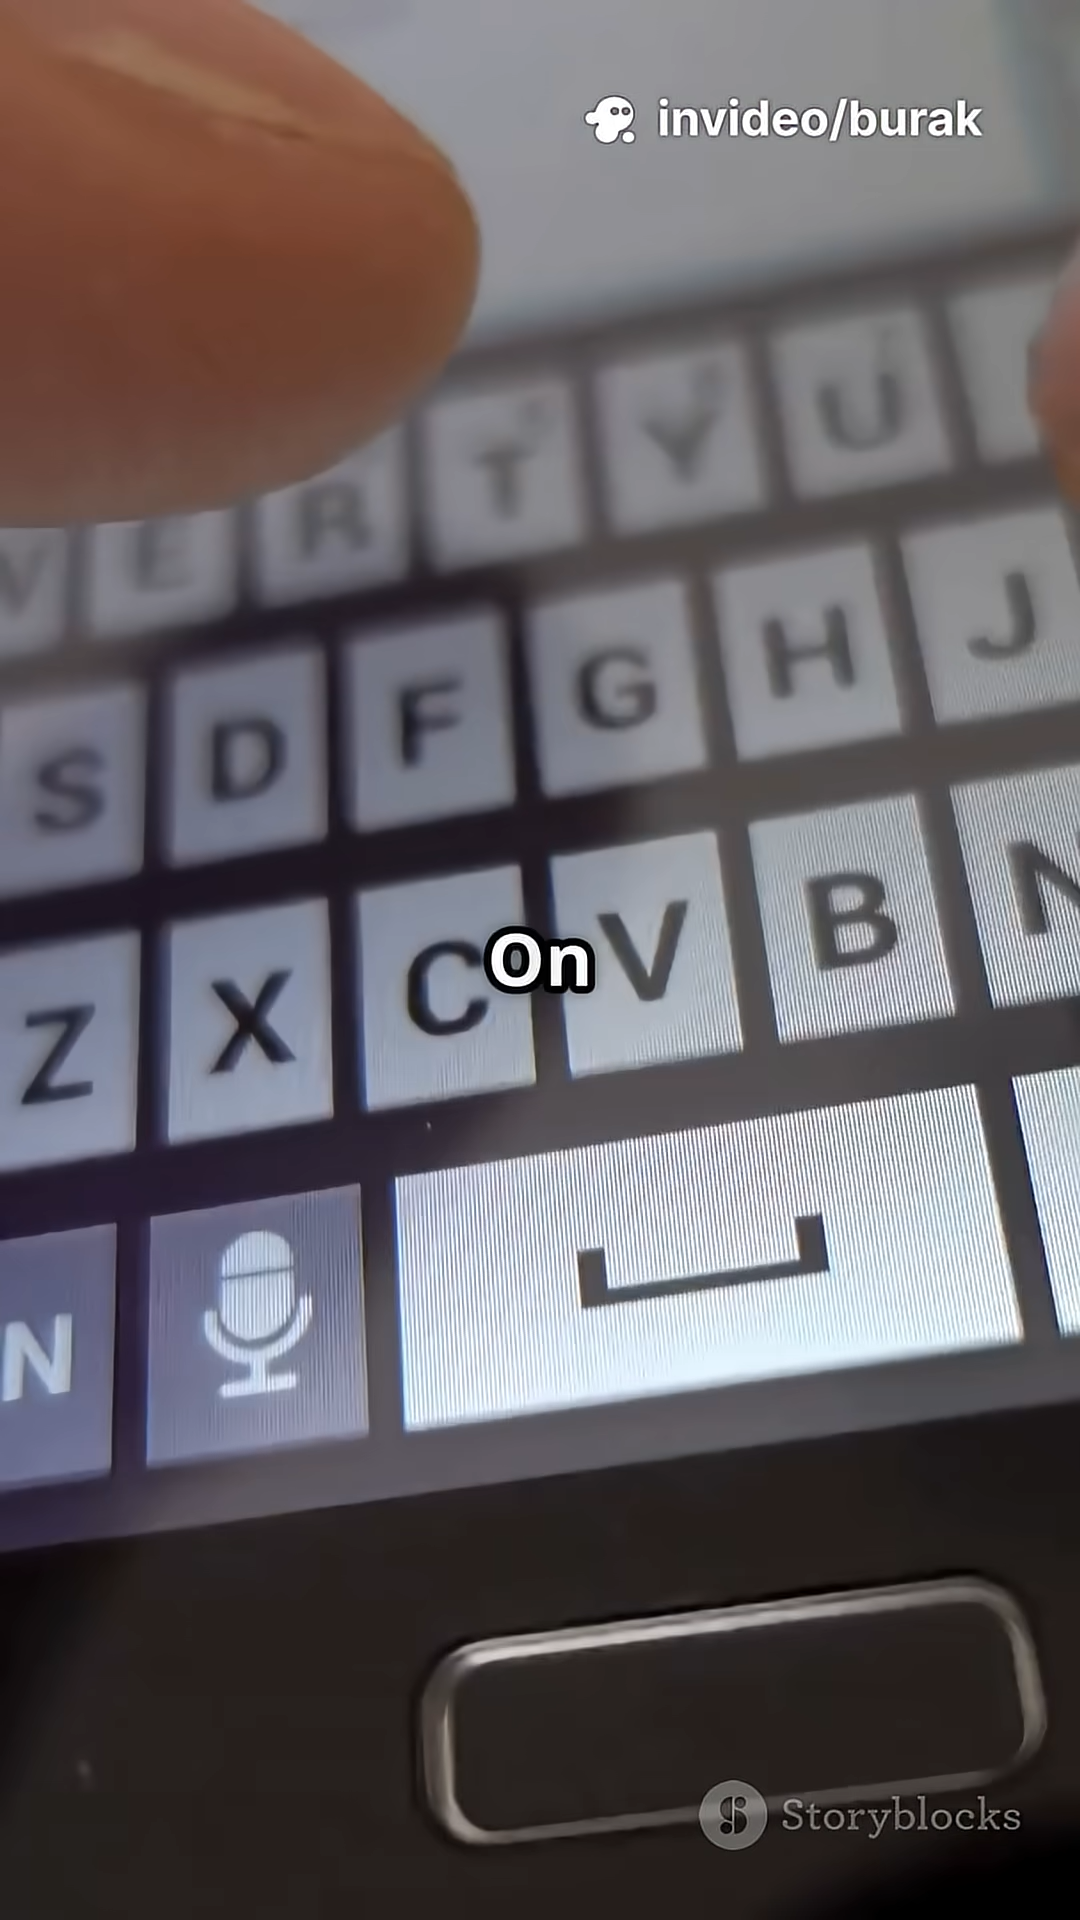 invideo/burak
E R T Y U
S D F G H J
Z X C V B N
On
N
Storyblocks